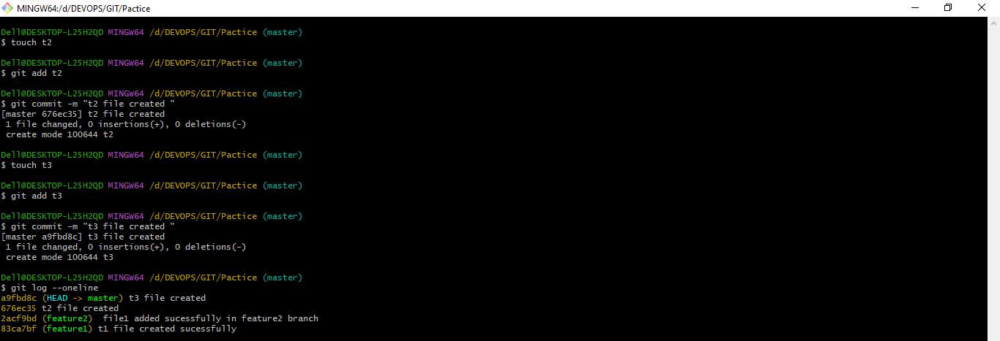 MINGW64:/d/DEVOPS/GIT/Pactice
Dell@DESKTOP-L25H2QD MINGW64 /d/DEVOPS/GIT/Pactice (master)
$ touch t2
Dell@DESKTOP-L25H2QD MINGW64 /d/DEVOPS/GIT/Pactice (master)
$ git add t2
Dell@DESKTOP-L25H2QD MINGW64 /d/DEVOPS/GIT/Pactice (master)
$ git commit -m "t2 file created "
[master 676ec35] t2 file created
 1 file changed, 0 insertions(+), 0 deletions(-)
 create mode 100644 t2
Dell@DESKTOP-L25H2QD MINGW64 /d/DEVOPS/GIT/Pactice (master)
$ touch t3
Dell@DESKTOP-L25H2QD MINGW64 /d/DEVOPS/GIT/Pactice (master)
$ git add t3
Dell@DESKTOP-L25H2QD MINGW64 /d/DEVOPS/GIT/Pactice (master)
$ git commit -m "t3 file created "
[master a9fbd8c] t3 file created
 1 file changed, 0 insertions(+), 0 deletions(-)
 create mode 100644 t3
Dell@DESKTOP-L25H2QD MINGW64 /d/DEVOPS/GIT/Pactice (master)
$ git log --oneline
a9fbd8c (HEAD -> master) t3 file created
676ec35 t2 file created
2acf9bd (feature2)  file1 added sucessfully in feature2 branch
83ca7bf (feature1) t1 file created sucessfully